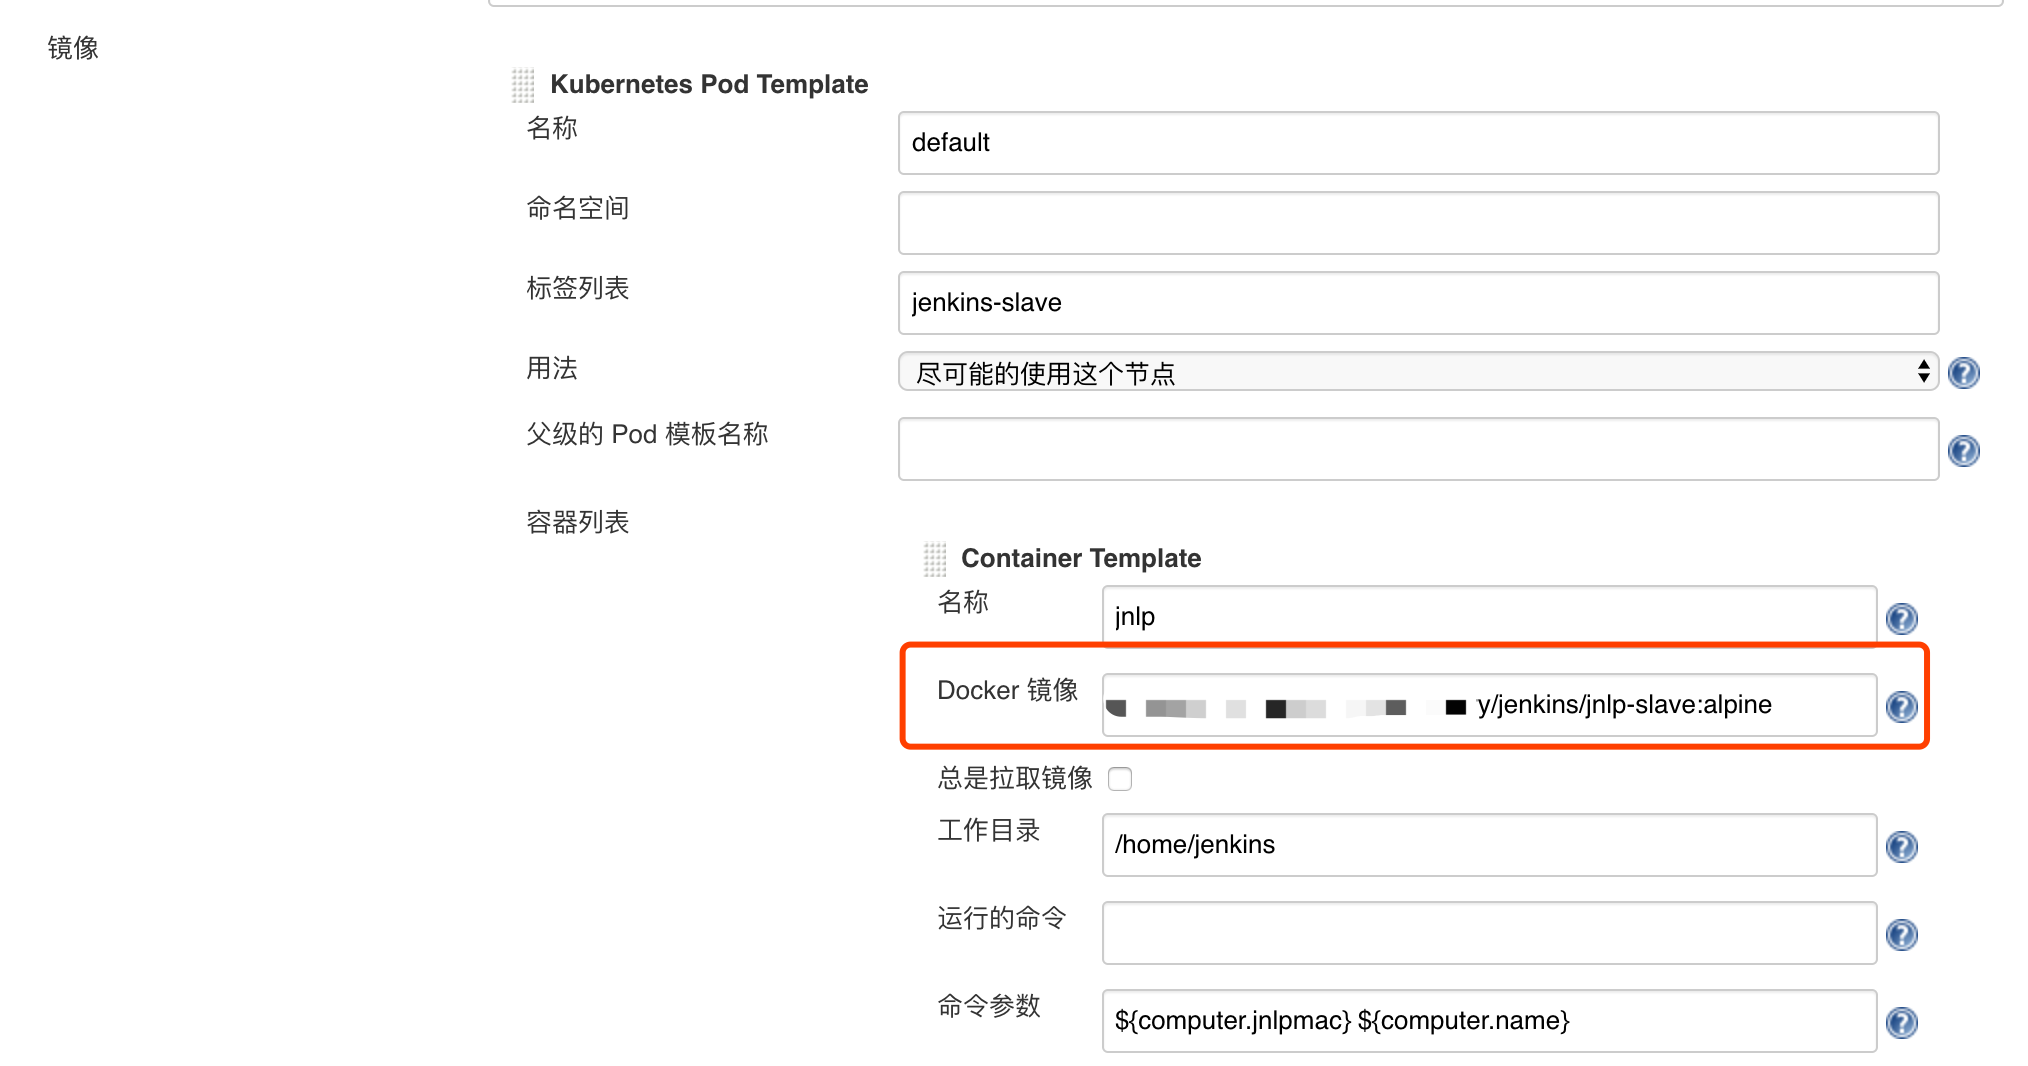 镜像
Kubernetes Pod Template
名称
default
命名空间
标签列表
jenkins-slave
用法
尽可能的使用这个节点
父级的 Pod 模板名称
容器列表
Container Template
名称
jnlp
Docker 镜像
y/jenkins/jnlp-slave:alpine
总是拉取镜像
工作目录
/home/jenkins
运行的命令
命令参数
${computer.jnlpmac} ${computer.name}